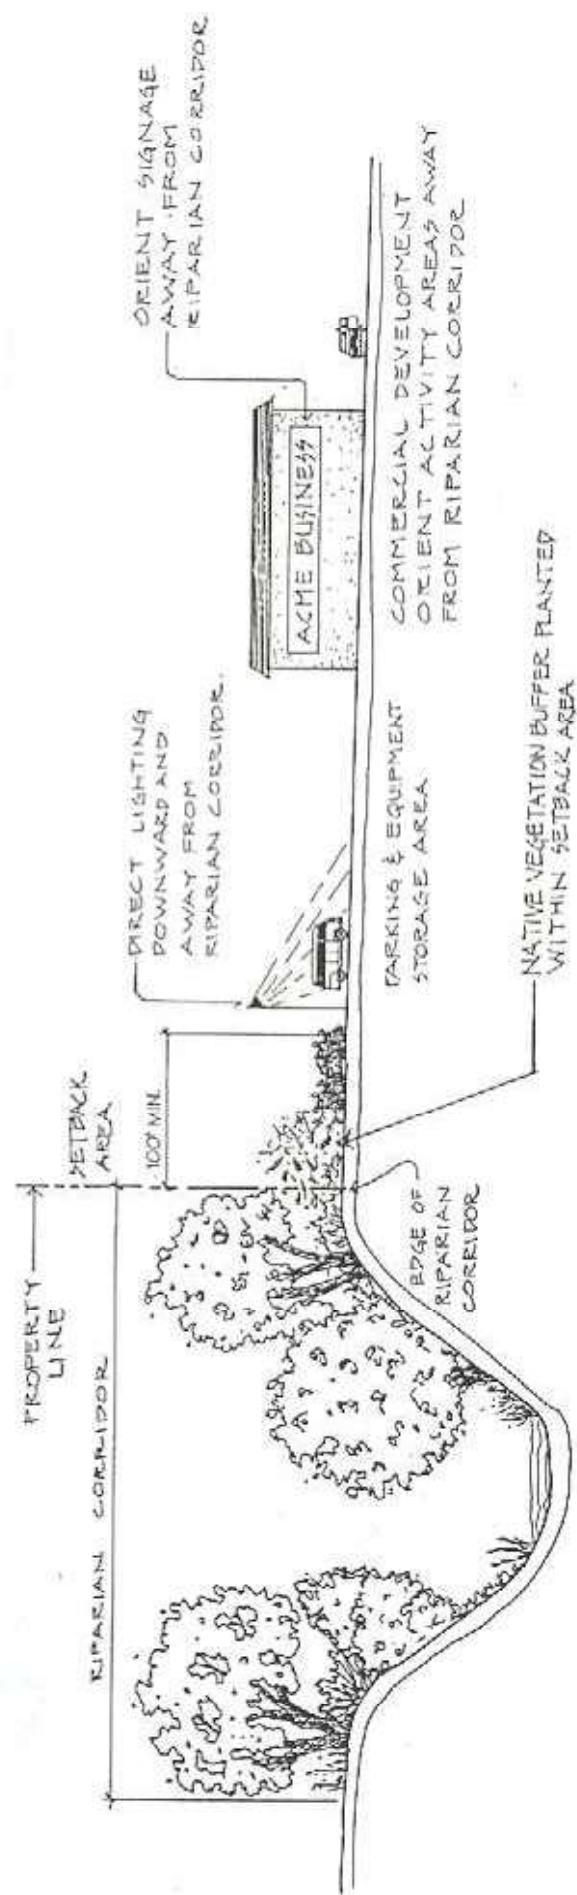 PROPERTY
LINE
RIPARIAN CORRIDOR
SETBACK
AREA
100' MIN.
DIRECT LIGHTING
DOWNWARD AND
AWAY FROM
RIPARIAN CORRIDOR.
ORIENT SIGNAGE
AWAY FROM
RIPARIAN CORRIDOR
ACME BUSINESS
EDGE OF
RIPARIAN
CORRIDOR
PARKING & EQUIPMENT
STORAGE AREA
COMMERCIAL DEVELOPMENT
ORIENT ACTIVITY AREAS AWAY
FROM RIPARIAN CORRIDOR
NATIVE VEGETATION BUFFER PLANTED
WITHIN SETBACK AREA